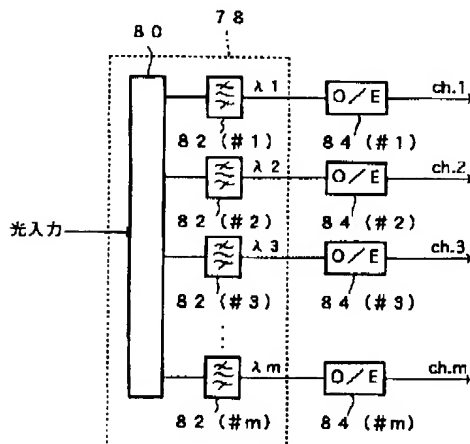 80
78
λ1
O/E
ch.1
82 (#1)
84 (#1)
λ2
O/E
ch.2
82 (#2)
84 (#2)
光入力
λ3
O/E
ch.3
82 (#3)
84 (#3)
λm
O/E
ch.m
82 (#m)
84 (#m)